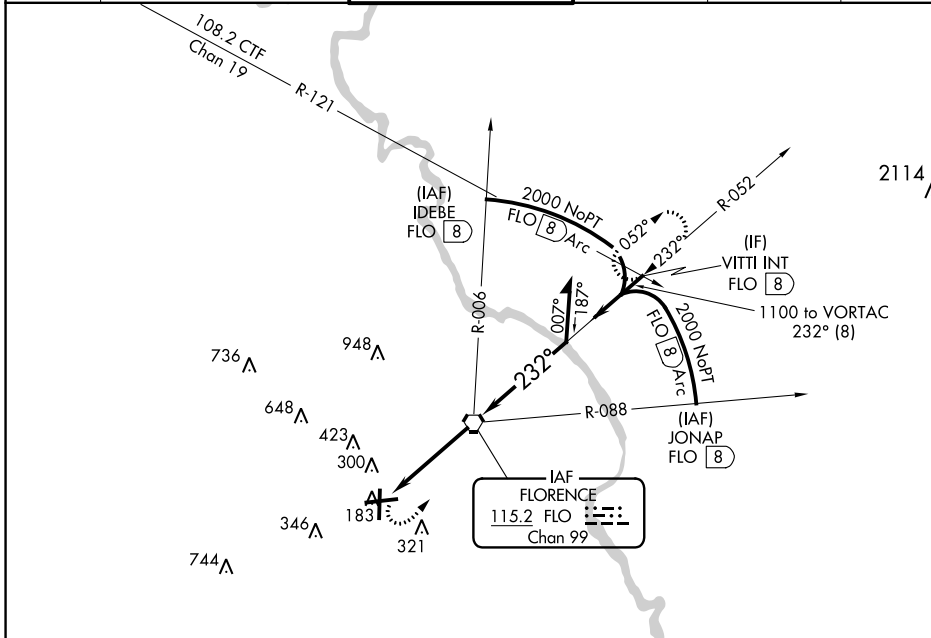 108.2 CTF
Chan 19
R-121
2114
(IAF)
IDEBE
FLO 8
2000 NoPT
FLO 8 Arc
052°
232°
R-052
(IF)
VITTI INT
FLO 8
1100 to VORTAC
232° (8)
R-006
007°
187°
2000 NoPT
FLO 8 Arc
232°
736
948
648
423
300
R-088
(IAF)
JONAP
FLO 8
183
346
321
744
IAF
FLORENCE
115.2 FLO
Chan 99